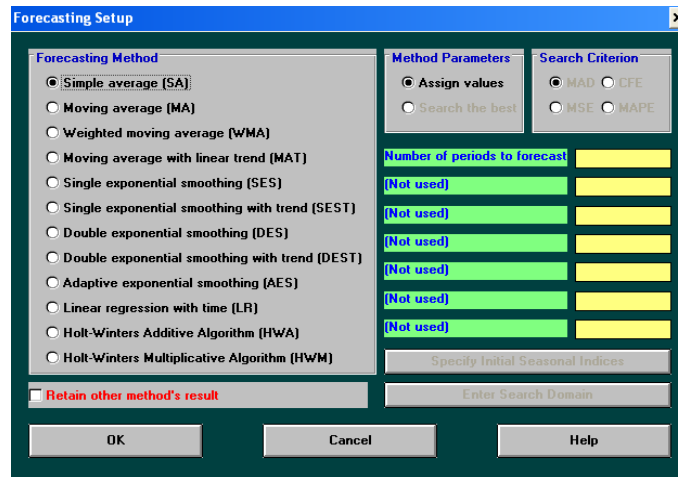 Forecasting Setup
Forecasting Method
Simple average (SA)
Moving average (MA)
Weighted moving average (WMA)
Moving average with linear trend (MAT)
Single exponential smoothing (SES)
Single exponential smoothing with trend (SEST)
Double exponential smoothing (DES)
Double exponential smoothing with trend (DEST)
Adaptive exponential smoothing (AES)
Linear regression with time (LR)
Holt-Winters Additive Algorithm (HWA)
Holt-Winters Multiplicative Algorithm (HWM)
Retain other method's result
Method Parameters
Assign values
Search the best
Search Criterion
MAD CFE
MSE MAPE
Number of periods to forecast
(Not used)
(Not used)
(Not used)
(Not used)
(Not used)
(Not used)
Specify Initial Seasonal Indices
Enter Search Domain
OK Cancel Help